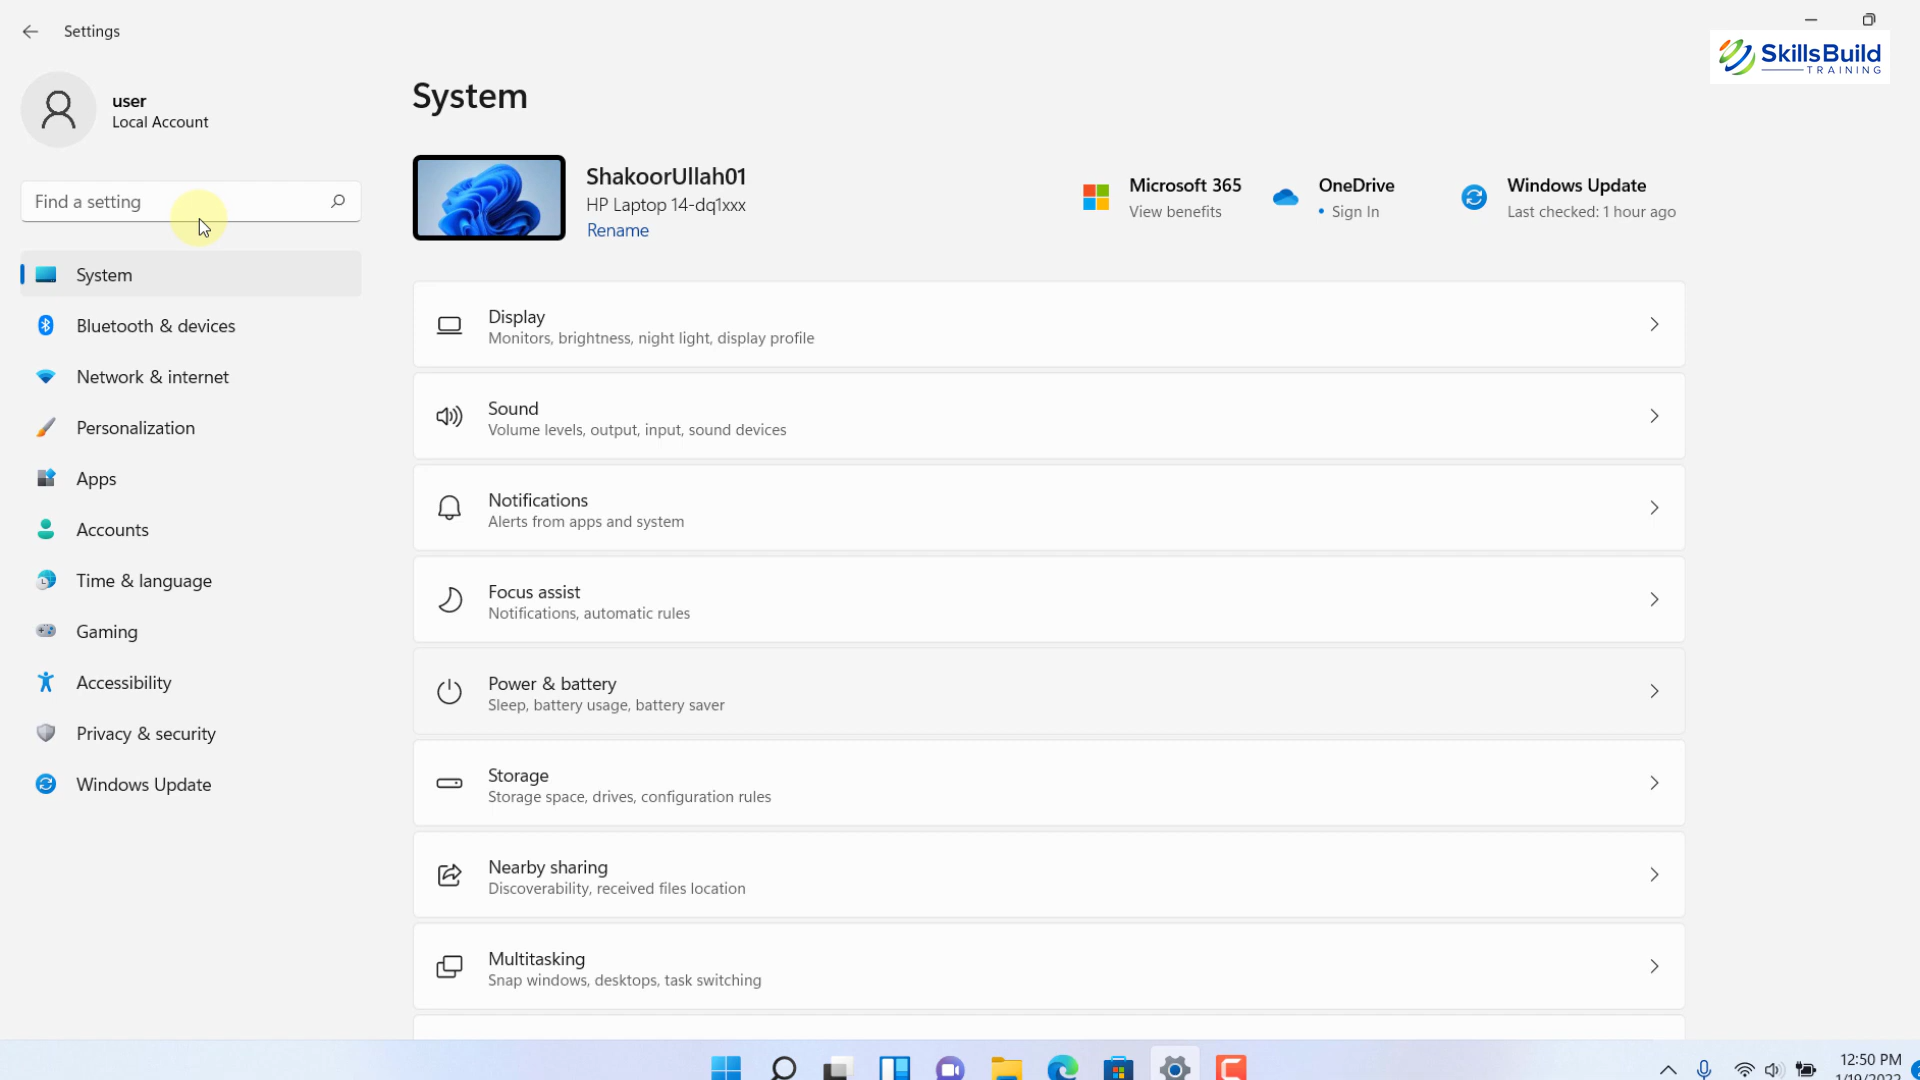 Settings
SkillsBuild
TRAINING
user
Local Account
Find a setting
System
Bluetooth & devices
Network & internet
Personalization
Apps
Accounts
Time & language
Gaming
Accessibility
Privacy & security
Windows Update
System
ShakoorUllah01
HP Laptop 14-dq1xxx
Rename
Microsoft 365
View benefits
OneDrive
• Sign In
Windows Update
Last checked: 1 hour ago
Display
Monitors, brightness, night light, display profile
Sound
Volume levels, output, input, sound devices
Notifications
Alerts from apps and system
Focus assist
Notifications, automatic rules
Power & battery
Sleep, battery usage, battery saver
Storage
Storage space, drives, configuration rules
Nearby sharing
Discoverability, received files location
Multitasking
Snap windows, desktops, task switching
12:50 PM